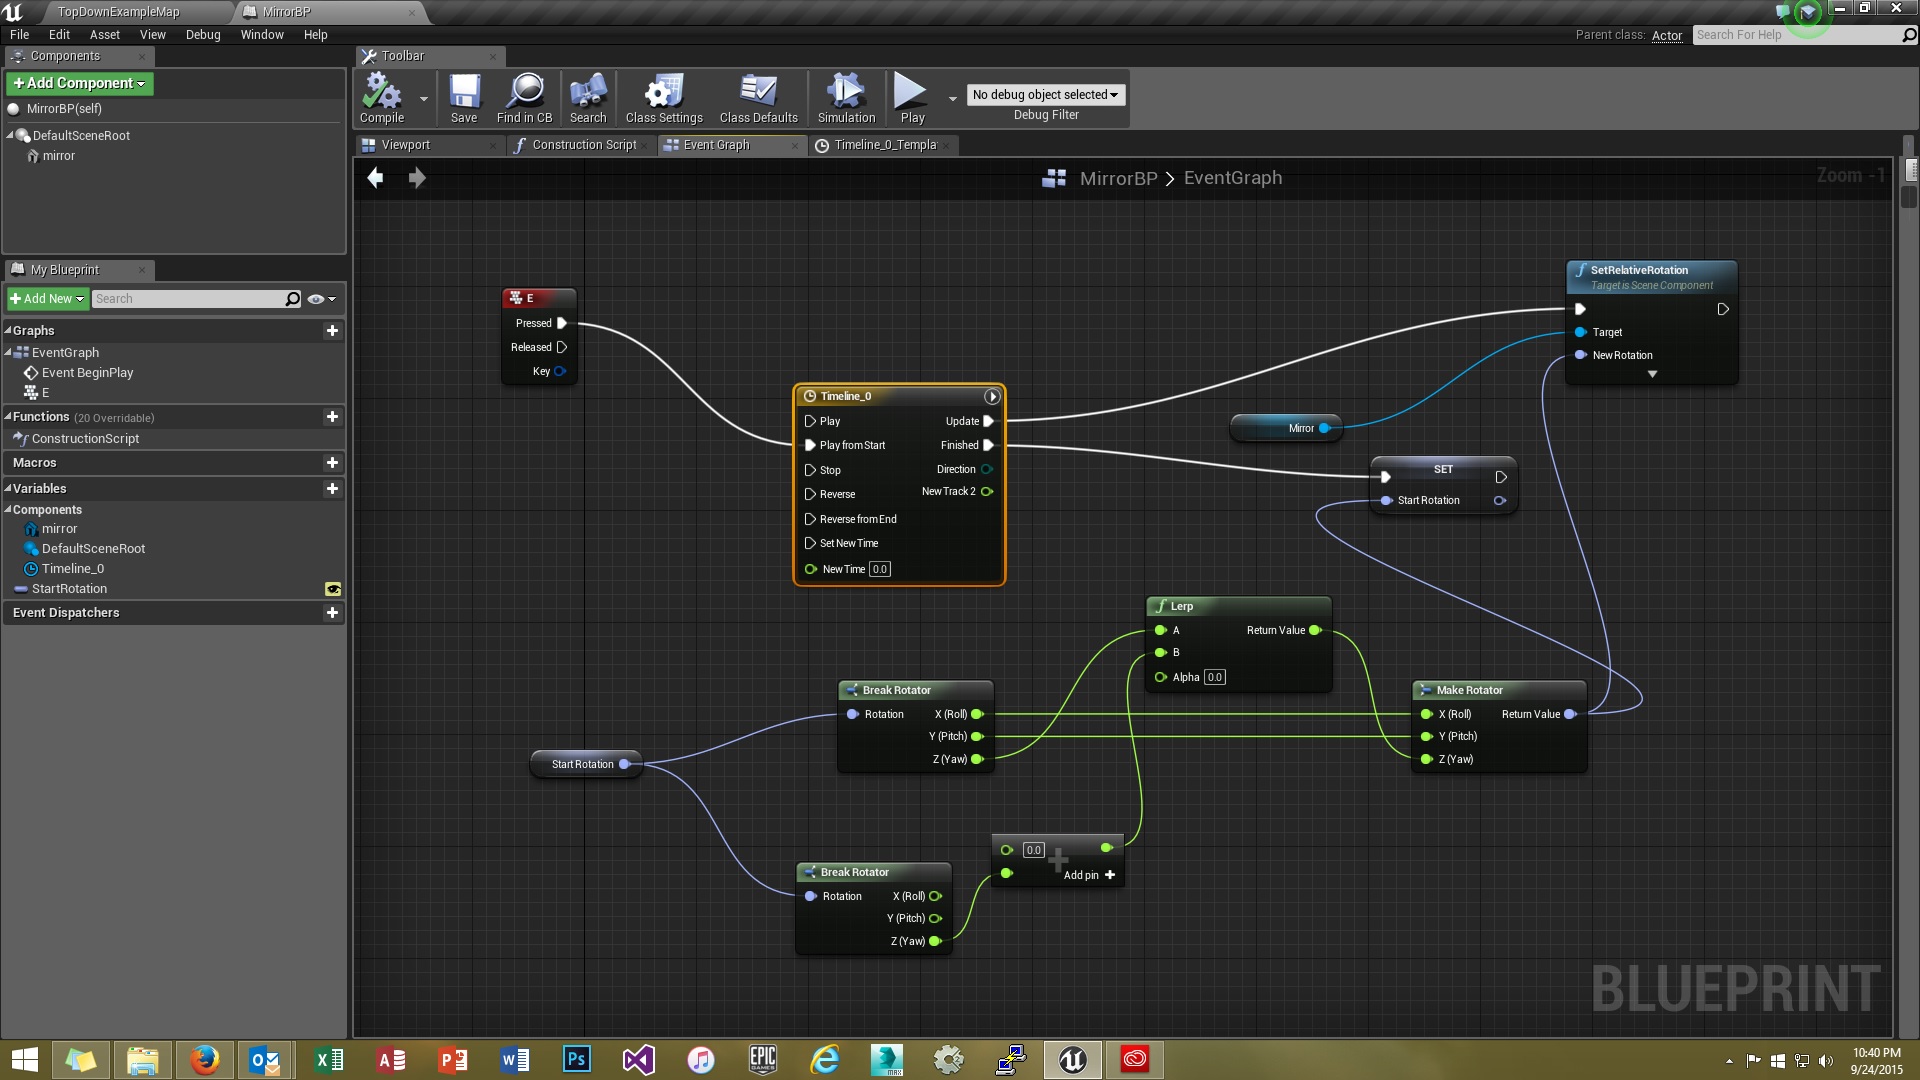 TopDownExampleMap
MirrorBP
File Edit Asset View Debug Window Help
Parent class: Actor
Search For Help
Components
Toolbar
+ Add Component
MirrorBP(self)
DefaultSceneRoot
mirror
Compile
Save
Find in CB
Search
Class Settings
Class Defaults
Simulation
Play
No debug object selected
Debug Filter
Viewport
Construction Script
Event Graph
Timeline_0_Templa
MirrorBP > EventGraph
Zoom -1
My Blueprint
+ Add New
Search
Graphs
EventGraph
Event BeginPlay
E
Functions (20 Overridable)
ConstructionScript
Macros
Variables
Components
mirror
DefaultSceneRoot
Timeline_0
StartRotation
Event Dispatchers
E
Pressed
Released
Key
Timeline_0
Play Update
Play from Start Finished
Stop Direction
Reverse New Track 2
Reverse from End
Set New Time
New Time 0.0
SetRelativeRotation
Target is Scene Component
Target
New Rotation
Mirror
SET
Start Rotation
Lerp
A Return Value
B
Alpha 0.0
Break Rotator
Rotation X (Roll)
Y (Pitch)
Z (Yaw)
Make Rotator
X (Roll) Return Value
Y (Pitch)
Z (Yaw)
Start Rotation
Break Rotator
Rotation X (Roll)
Y (Pitch)
Z (Yaw)
0.0
Add pin +
BLUEPRINT
Ps
EPIC
GAMES
MAX
10:40 PM
9/24/2015